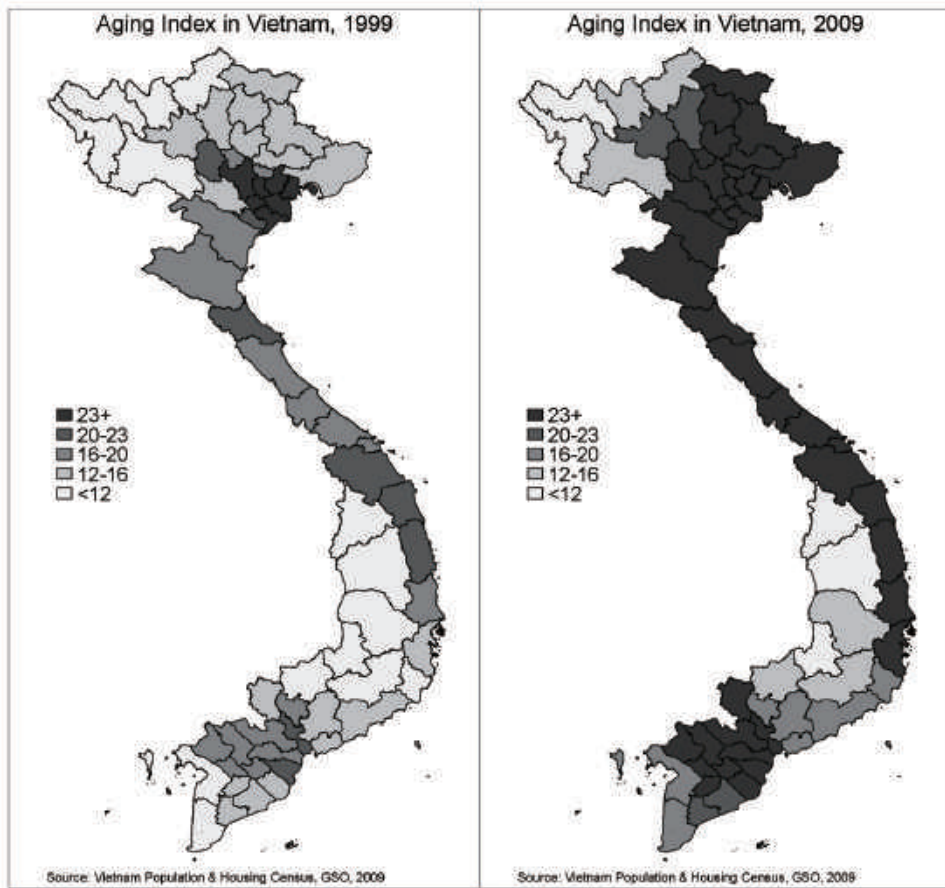 Aging Index in Vietnam, 1999
23+
20-23
16-20
12-16
<12
Source: Vietnam Population & Housing Census, GSO, 2009
Aging Index in Vietnam, 2009
23+
20-23
16-20
12-16
<12
Source: Vietnam Population & Housing Census, GSO, 2009